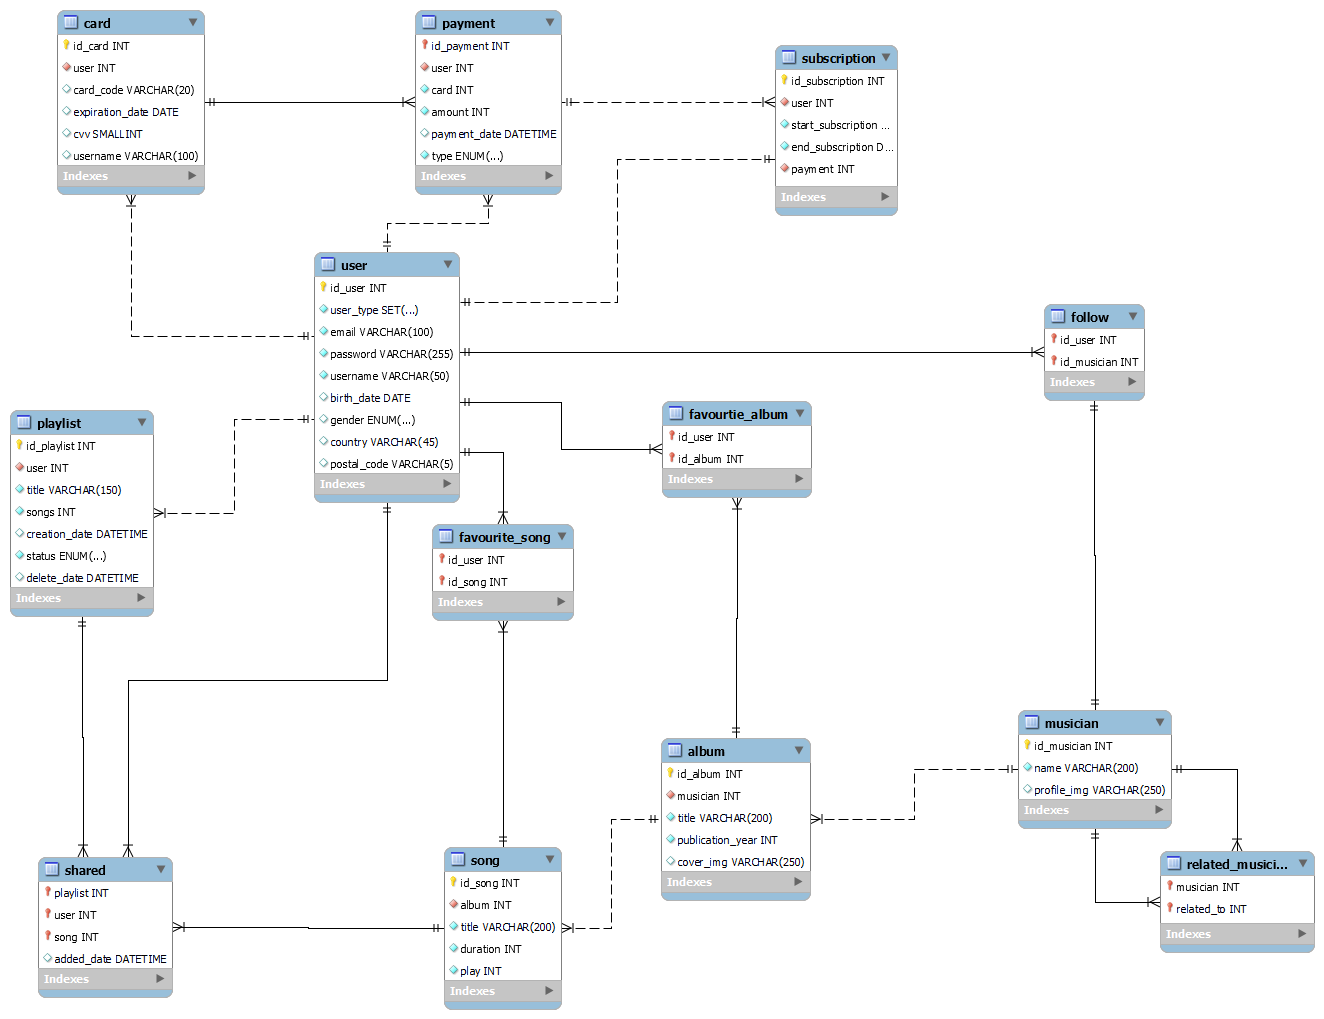 card
id_card INT
user INT
card_code VARCHAR(20)
expiration_date DATE
cvv SMALLINT
username VARCHAR(100)
Indexes
payment
id_payment INT
user INT
card INT
amount INT
payment_date DATETIME
type ENUM(...)
Indexes
subscription
id_subscription INT
user INT
start_subscription ...
end_subscription D...
payment INT
Indexes
user
id_user INT
user_type SET(...)
email VARCHAR(100)
password VARCHAR(255)
username VARCHAR(50)
birth_date DATE
gender ENUM(...)
country VARCHAR(45)
postal_code VARCHAR(5)
Indexes
follow
id_user INT
id_musician INT
Indexes
playlist
id_playlist INT
user INT
title VARCHAR(150)
songs INT
creation_date DATETIME
status ENUM(...)
delete_date DATETIME
Indexes
favourtie_album
id_user INT
id_album INT
Indexes
favourite_song
id_user INT
id_song INT
Indexes
musician
id_musician INT
name VARCHAR(200)
profile_img VARCHAR(250)
Indexes
album
id_album INT
musician INT
title VARCHAR(200)
publication_year INT
cover_img VARCHAR(250)
Indexes
shared
playlist INT
user INT
song INT
added_date DATETIME
Indexes
song
id_song INT
album INT
title VARCHAR(200)
duration INT
play INT
Indexes
related_musici...
musician INT
related_to INT
Indexes